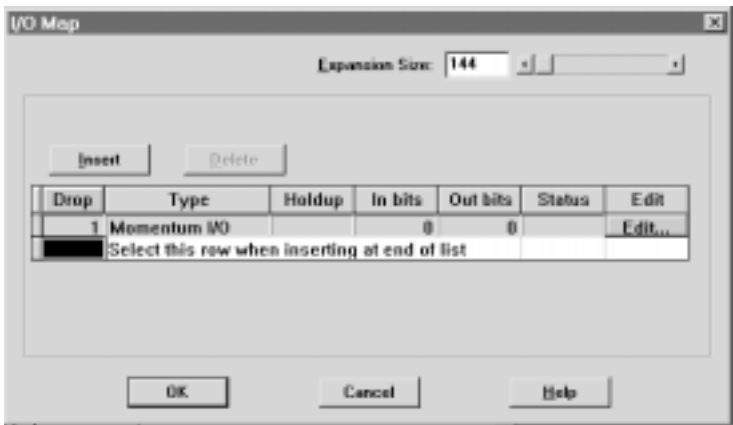 I/O Map
Expansion Size: 144
Insert Delete
Drop Type Holdup In bits Out bits Status Edit
1 Momentum I/O 0 0 Edit...
Select this row when inserting at end of list
OK Cancel Help